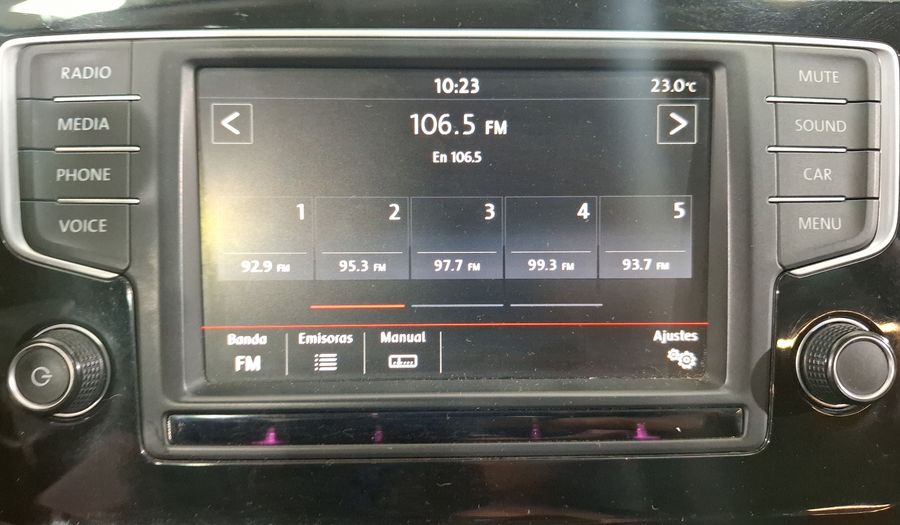 RADIO
MEDIA
PHONE
VOICE
10:23 23.0°C
< 106.5 FM >
En 106.5
1 2 3 4 5
92.9 FM 95.3 FM 97.7 FM 99.3 FM 93.7 FM
Banda Emisoras Manual Ajustes
FM
MUTE
SOUND
CAR
MENU